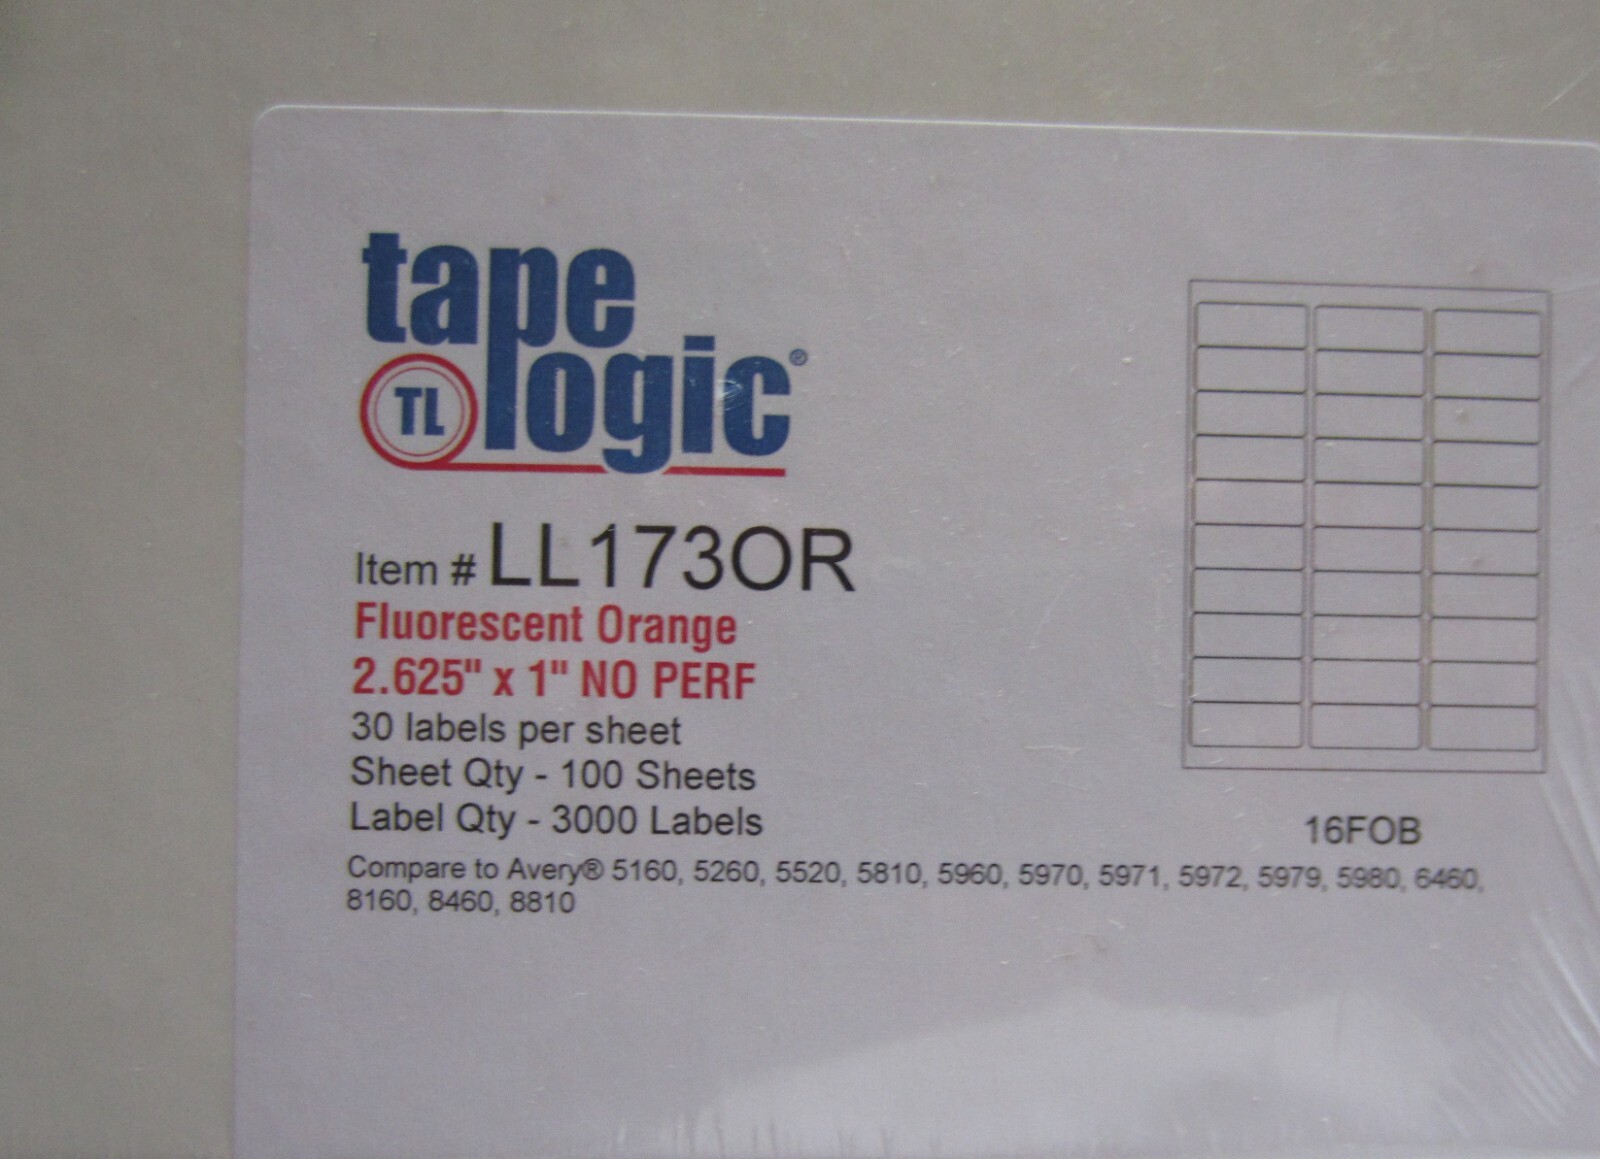 tape
logic®
TL
Item # LL173OR
Fluorescent Orange
2.625" x 1" NO PERF
30 labels per sheet
Sheet Qty - 100 Sheets
Label Qty - 3000 Labels
16FOB
Compare to Avery® 5160, 5260, 5520, 5810, 5960, 5970, 5971, 5972, 5979, 5980, 6460,
8160, 8460, 8810